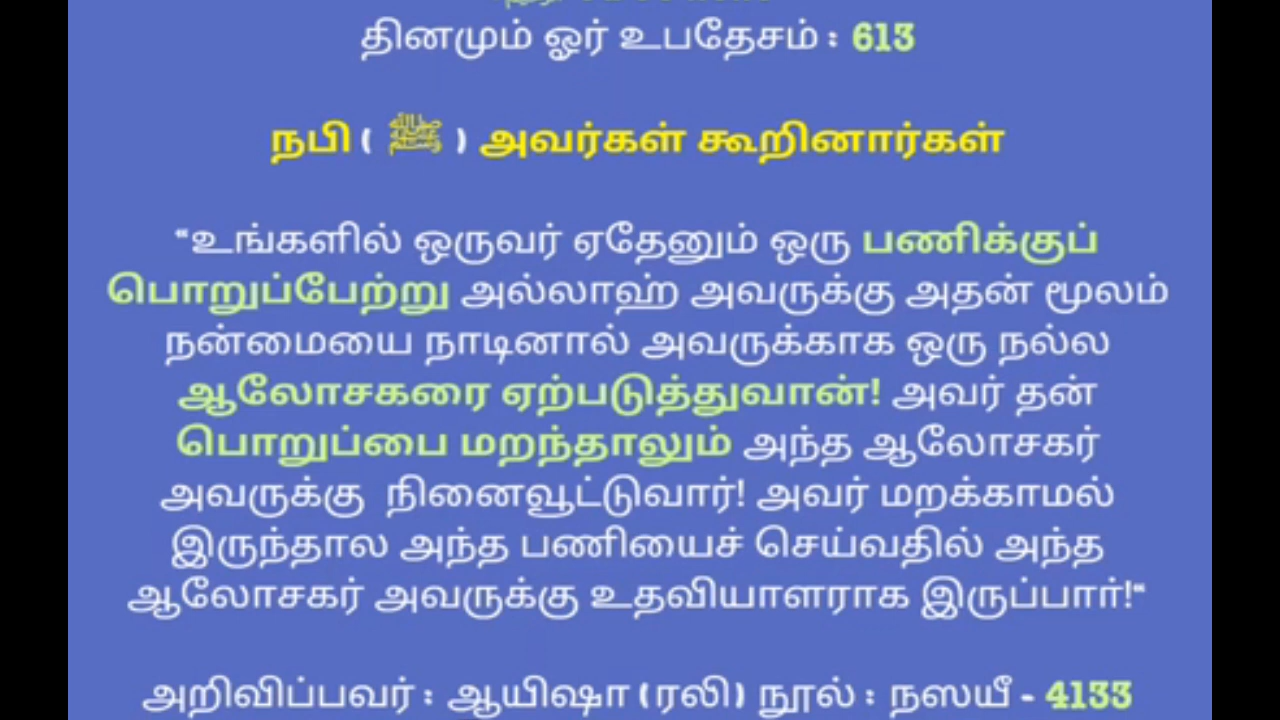 தினமும் ஓர் உபதேசம் : 613
நபி ( ﷺ ) அவர்கள் கூறினார்கள்
“உங்களில் ஒருவர் ஏதேனும் ஒரு பணிக்குப்
பொறுப்பேற்று அல்லாஹ் அவருக்கு அதன் மூலம்
நன்மையை நாடினால் அவருக்காக ஒரு நல்ல
ஆலோசகரை ஏற்படுத்துவான்! அவர் தன்
பொறுப்பை மறந்தாலும் அந்த ஆலோசகர்
அவருக்கு நினைவூட்டுவார்! அவர் மறக்காமல்
இருந்தால அந்த பணியைச் செய்வதில் அந்த
ஆலோசகர் அவருக்கு உதவியாளராக இருப்பார்!“
அறிவிப்பவர் : ஆயிஷா (ரலி) நூல் : நஸயீ - 4133